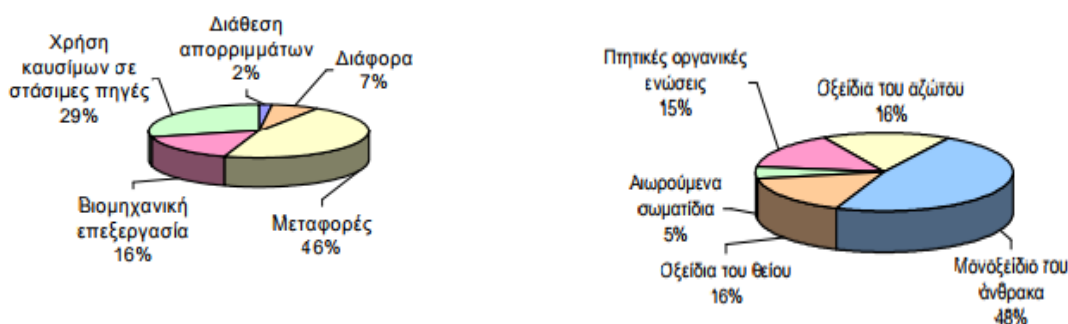 Χρήση
καυσίμων σε
στάσιμες πηγές
29%
Διάθεση
απορριμμάτων
2%
Διάφορα
7%
Βιομηχανική
επεξεργασία
16%
Μεταφορές
46%
Πτητικές οργανικές
ενώσεις
15%
Οξείδια του αζώτου
16%
Αιωρούμενα
σωματίδια
5%
Οξείδια του θείου
16%
Μονοξείδιο του
άνθρακα
48%